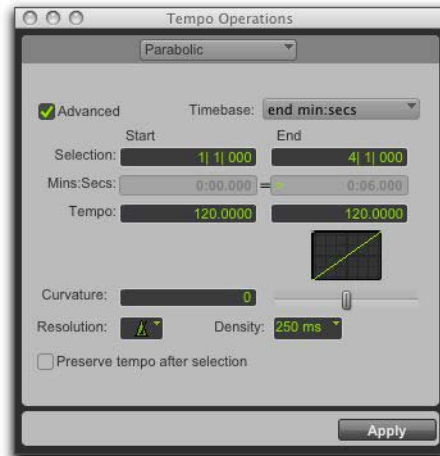 Tempo Operations
Parabolic
Advanced Timebase: end min:secs
Start End
Selection: 1| 1| 000 4| 1| 000
Mins:Secs: 0:00.000 = 0:06.000
Tempo: 120.0000 120.0000
Curvature: 0
Resolution: Density: 250 ms
Preserve tempo after selection
Apply